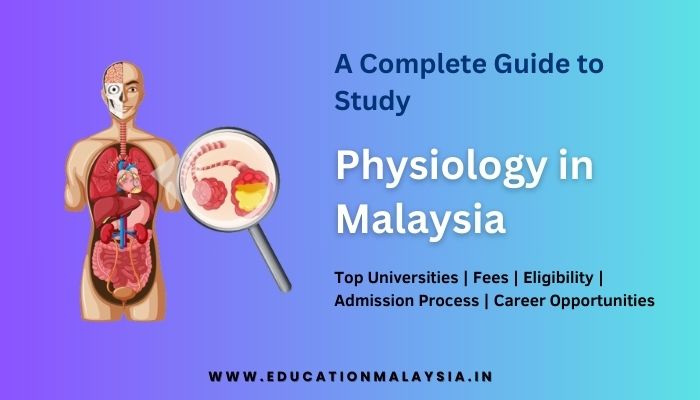 A Complete Guide to
Study
Physiology in
Malaysia
Top Universities | Fees | Eligibility |
Admission Process | Career Opportunities
WWW.EDUCATIONMALAYSIA.IN